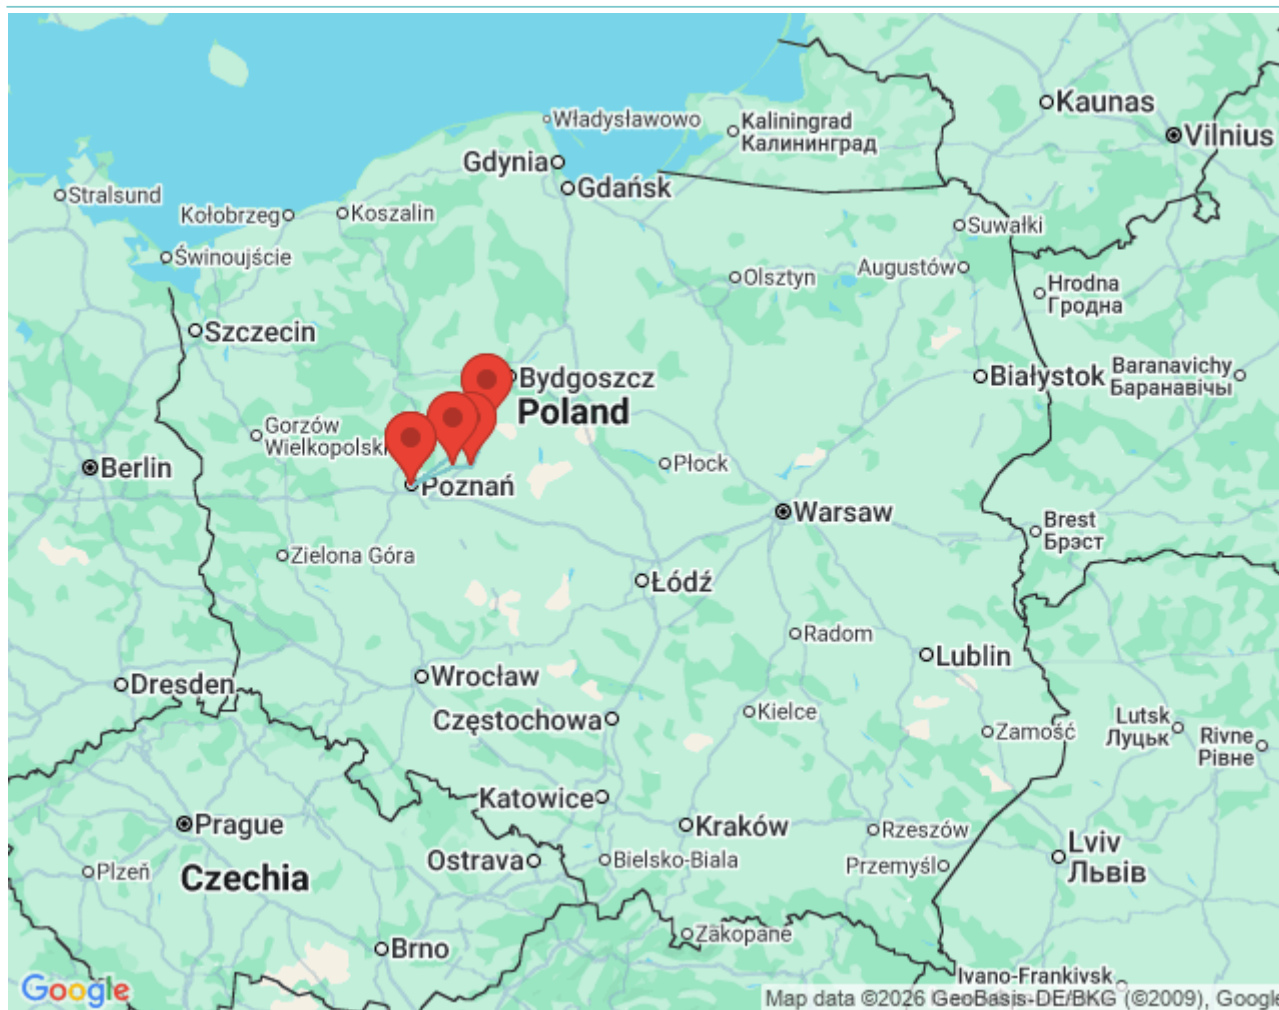 Władysławowo
Kaliningrad
Калининград
Kaunas
Vilnius
Gdynia
Gdańsk
Stralsund
Kołobrzeg
Koszalin
Suwałki
Świnoujście
Olsztyn
Augustów
Hrodna
Гродна
Szczecin
Bydgoszcz
Białystok
Baranavichy
Баранавічы
Poland
Gorzów
Wielkopolski
Berlin
Płock
Poznań
Warsaw
Brest
Брэст
Zielona Góra
Łódź
Radom
Lublin
Dresden
Wrocław
Częstochowa
Kielce
Zamość
Lutsk
Луцьк
Rivne
Рівне
Katowice
Prague
Kraków
Rzeszów
Lviv
Львів
Plzeň
Czechia
Ostrava
Bielsko-Biala
Przemyśl
Brno
Zakopane
Ivano-Frankivsk
Google
Map data ©2026 GeoBasis-DE/BKG (©2009), Google